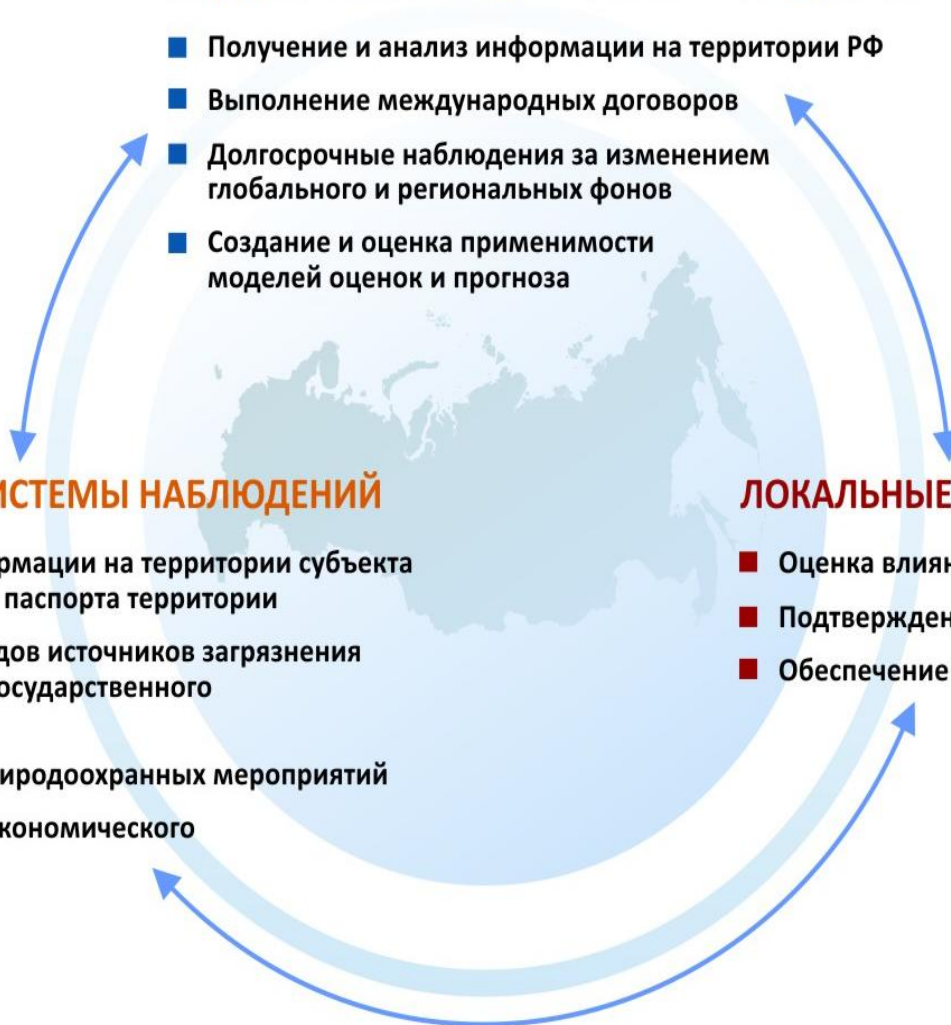 Получение и анализ информации на территории РФ
Выполнение международных договоров
Долгосрочные наблюдения за изменением
глобального и региональных фонов
Создание и оценка применимости
моделей оценок и прогноза
ИСТЕМЫ НАБЛЮДЕНИЙ
рмации на территории субъекта
паспорта территории
дов источников загрязнения
осударственного
иродоохранных мероприятий
кономического
ЛОКАЛЬНЫЕ
Оценка влиян
Подтвержден
Обеспечение